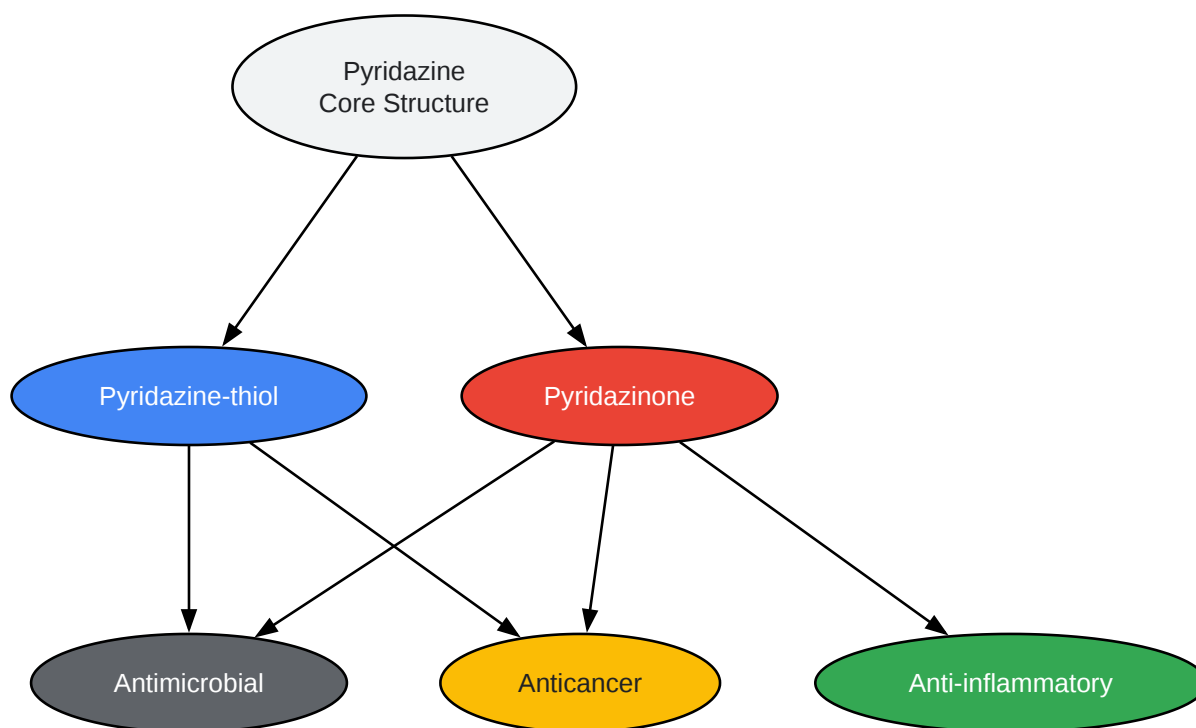 Pyridazine
Core Structure
Pyridazine-thiol
Pyridazinone
Antimicrobial
Anticancer
Anti-inflammatory